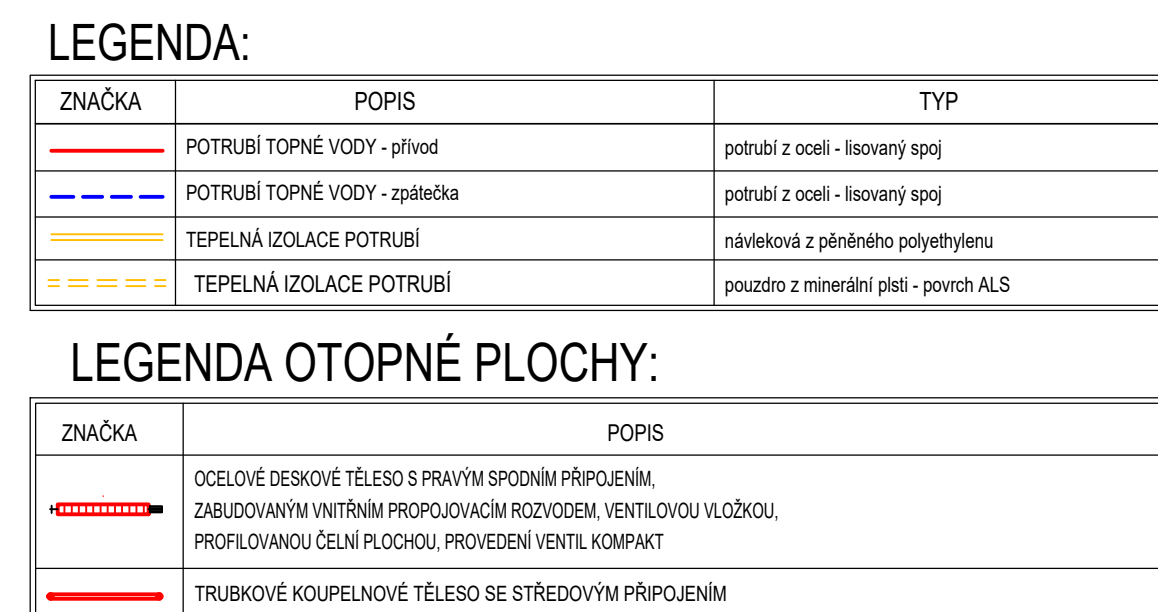 LEGENDA:
ZNAČKA POPIS TYP
POTRUBÍ TOPNÉ VODY - přívod potrubí z oceli - lisovaný spoj
POTRUBÍ TOPNÉ VODY - zpátečka potrubí z oceli - lisovaný spoj
TEPELNÁ IZOLACE POTRUBÍ návleková z pěněného polyethylenu
TEPELNÁ IZOLACE POTRUBÍ pouzdro z minerální plsti - povrch ALS
LEGENDA OTOPNÉ PLOCHY:
ZNAČKA POPIS
OCELOVÉ DESKOVÉ TĚLESO S PRAVÝM SPODNÍM PŘIPOJENÍM,
ZABUDOVANÝM VNITŘNÍM PROPOJOVACÍM ROZVODEM, VENTILOVOU VLOŽKOU,
PROFILOVANOU ČELNÍ PLOCHOU, PROVEDENÍ VENTIL KOMPAKT
TRUBKOVÉ KOUPELNOVÉ TĚLESO SE STŘEDOVÝM PŘIPOJENÍM